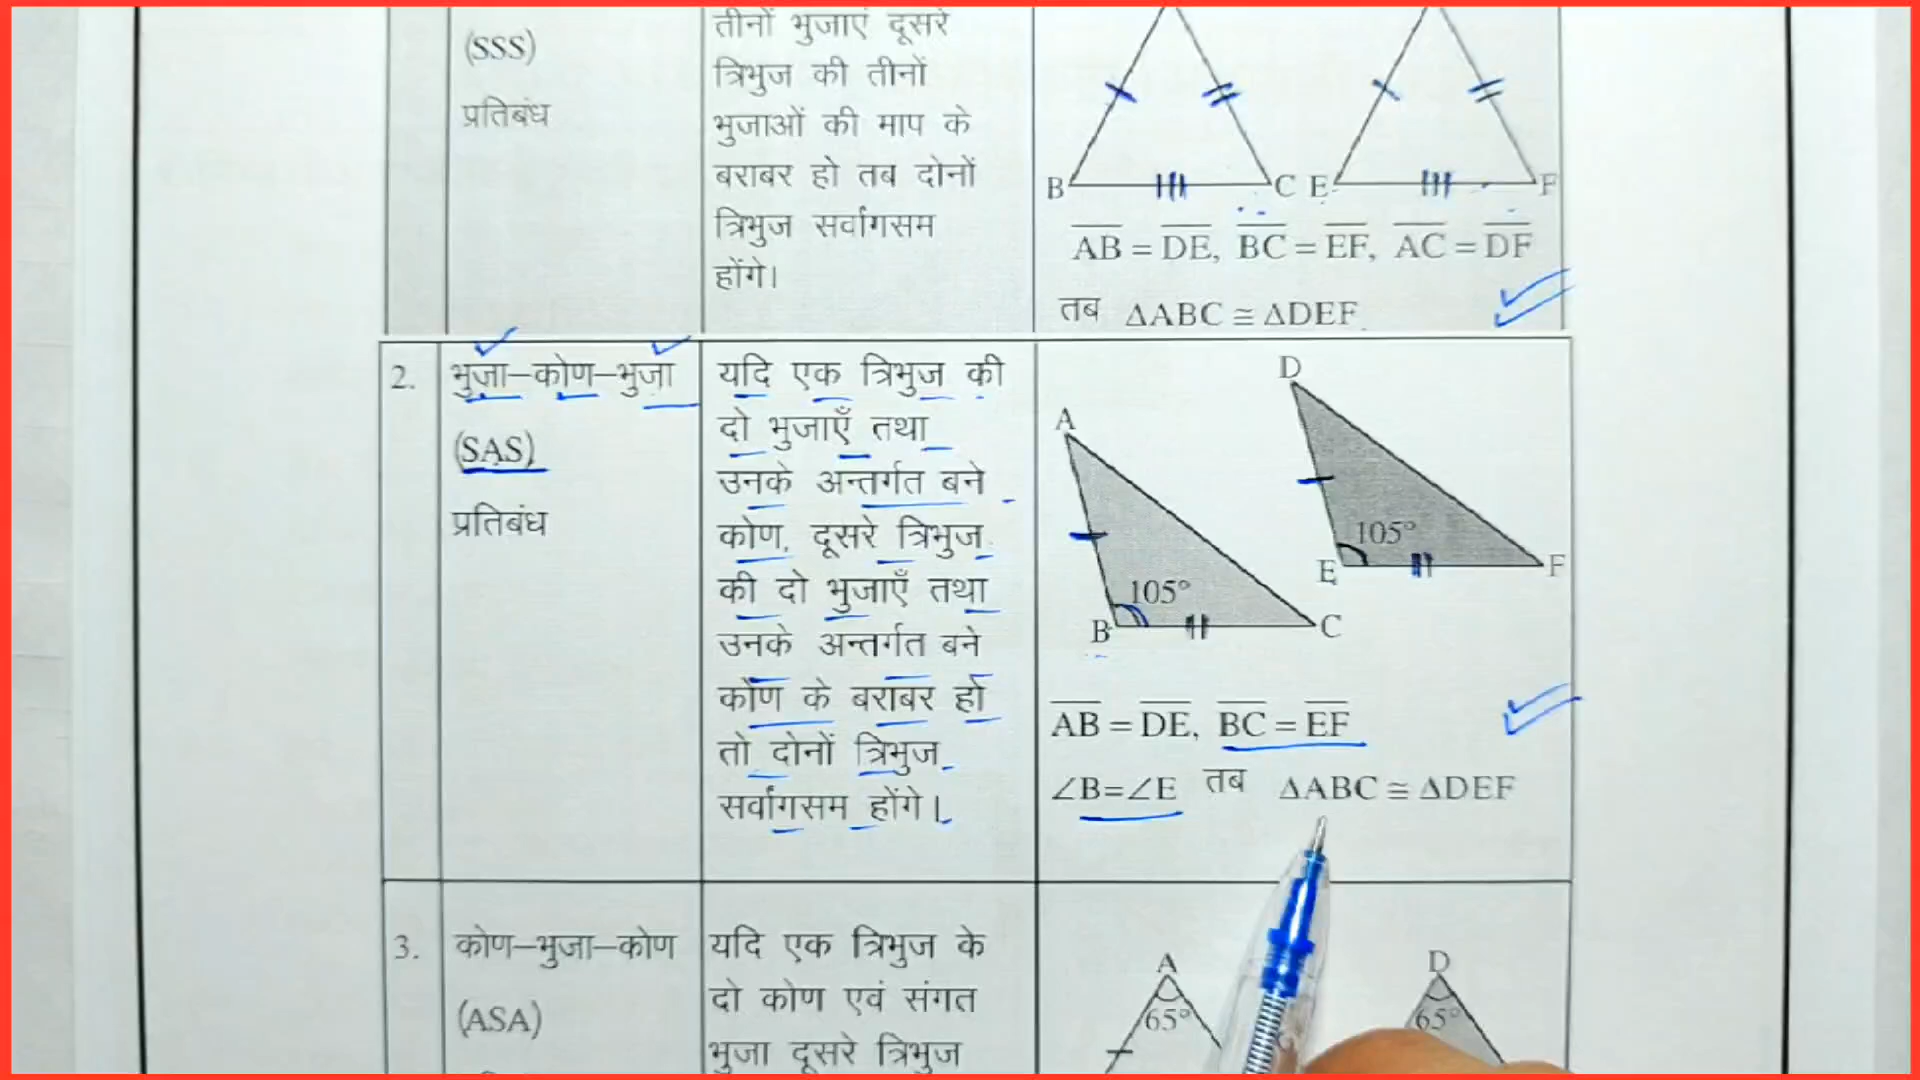 (SSS)
प्रतिबंध
तीनों भुजाएं दूसरे
त्रिभुज की तीनों
भुजाओं की माप के
बराबर हो तब दोनों
त्रिभुज सर्वांगसम
होंगे।
B C E F
AB = DE, BC = EF, AC = DF
तब ΔABC ≅ ΔDEF
2.
भुजा–कोण–भुजा
(SAS)
प्रतिबंध
यदि एक त्रिभुज की
दो भुजाएँ तथा
उनके अन्तर्गत बने
कोण, दूसरे त्रिभुज
की दो भुजाएँ तथा
उनके अन्तर्गत बने
कोण के बराबर हो
तो दोनों त्रिभुज
सर्वांगसम होंगे।
D
A
105°
E F
105°
B C
AB = DE, BC = EF
∠B=∠E तब ΔABC ≅ ΔDEF
3.
कोण–भुजा–कोण
(ASA)
यदि एक त्रिभुज के
दो कोण एवं संगत
भुजा दूसरे त्रिभुज
A D
65° 65°